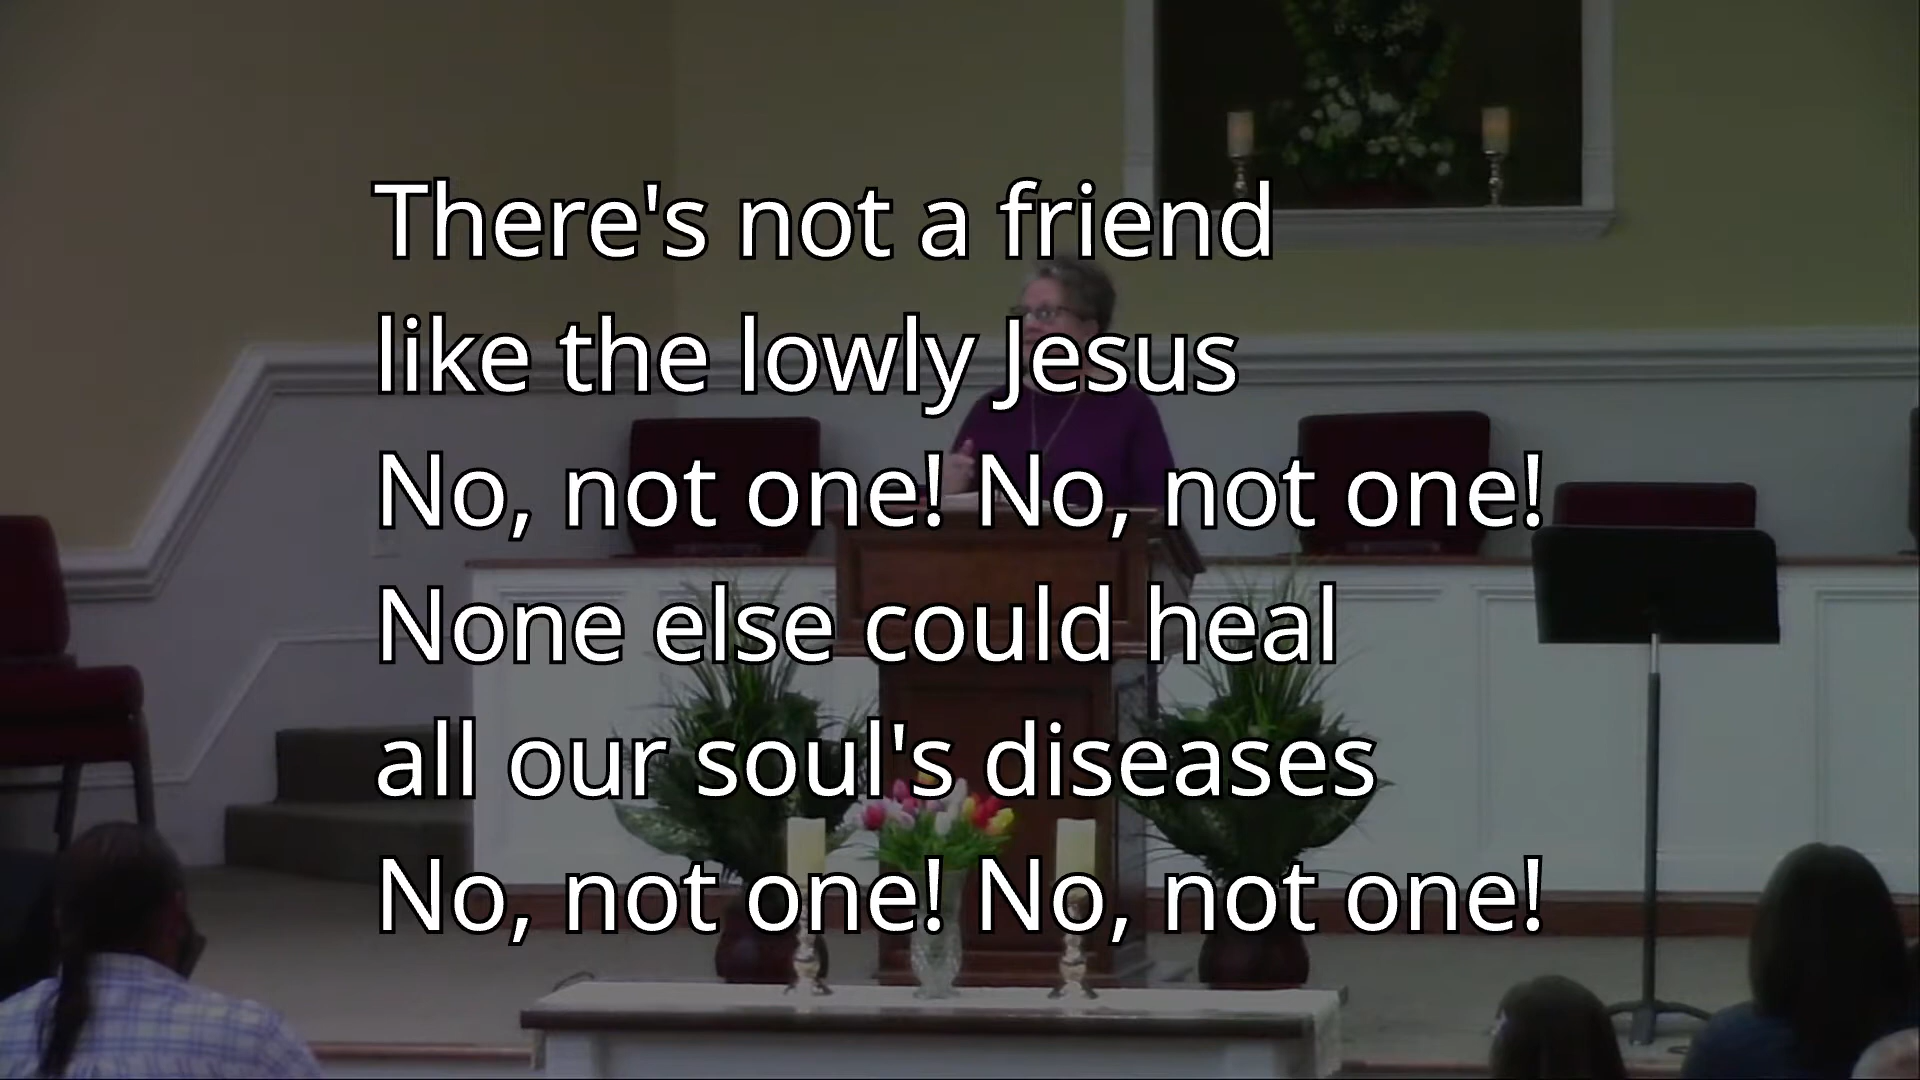 There's not a friend
like the lowly Jesus
No, not one! No, not one!
None else could heal
all our soul's diseases
No, not one! No, not one!